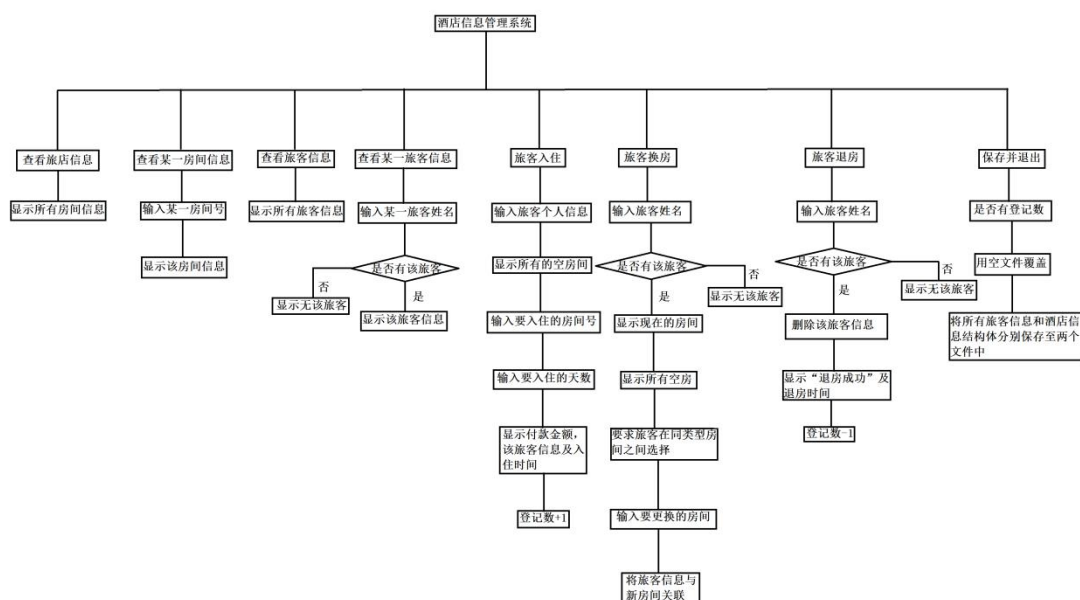 酒店信息管理系统
查看旅店信息
显示所有房间信息
查看某一房间信息
输入某一房间号
显示该房间信息
查看旅客信息
显示所有旅客信息
查看某一旅客信息
输入某一旅客姓名
是否有该旅客
否
显示无该旅客
是
显示该旅客信息
旅客入住
输入旅客个人信息
显示所有的空房间
输入要入住的房间号
输入要入住的天数
显示付款金额，
该旅客信息及入
住时间
登记数+1
旅客换房
输入旅客姓名
是否有该旅客
否
显示无该旅客
是
显示现在的房间
显示所有空房
要求旅客在同类型房
间之间选择
输入要更换的房间
将旅客信息与
新房间关联
旅客退房
输入旅客姓名
是否有该旅客
否
显示无该旅客
是
删除该旅客信息
显示“退房成功”及
退房时间
登记数-1
保存并退出
是否有登记数
用空文件覆盖
将所有旅客信息和酒店信
息结构体分别保存至两个
文件中